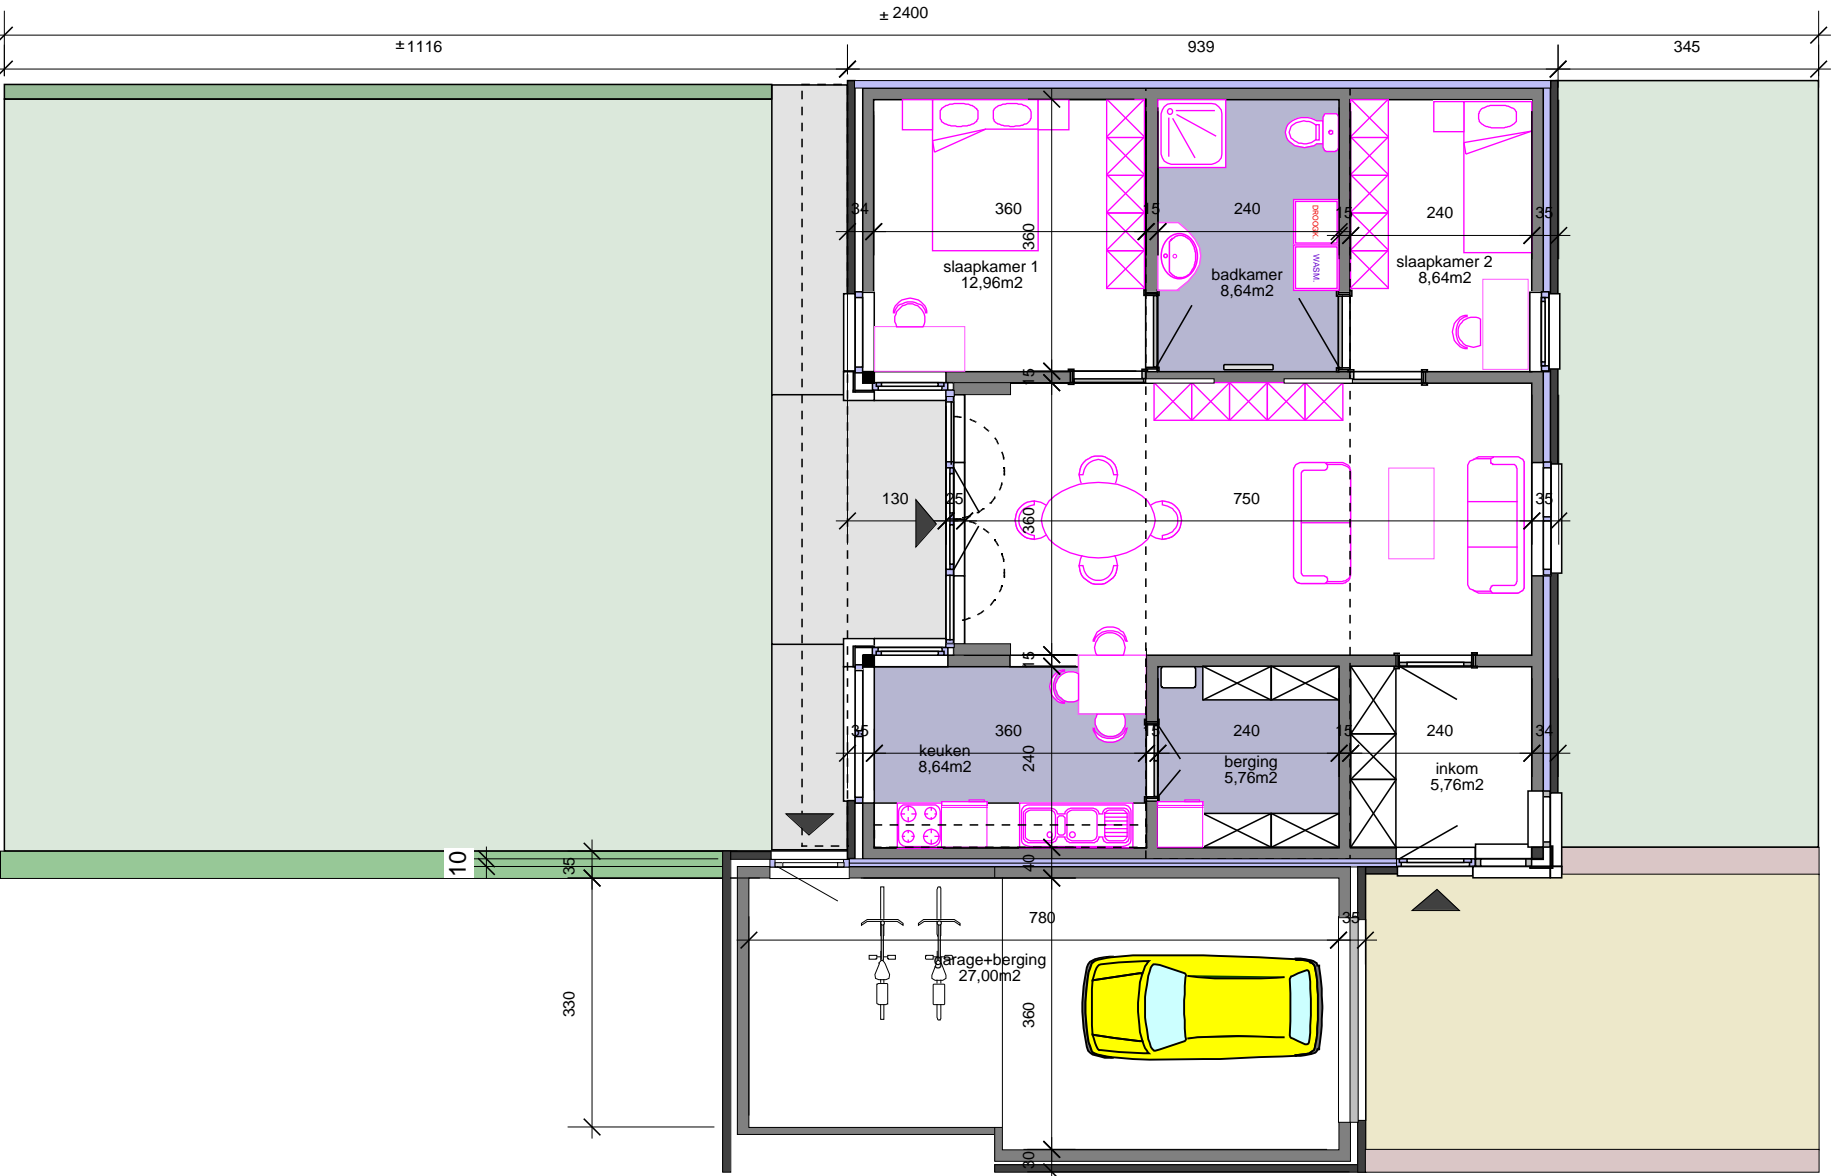 ± 2400
± 1116
939
345
34
360
15
240
15
240
35
360
DROOGK.
WASM.
slaapkamer 1
12,96m2
badkamer
8,64m2
slaapkamer 2
8,64m2
15
130
25
360
750
35
15
35
360
15
240
15
240
34
keuken
8,64m2
240
berging
5,76m2
inkom
5,76m2
10
35
40
780
35
garage+berging
27,00m2
330
360
30